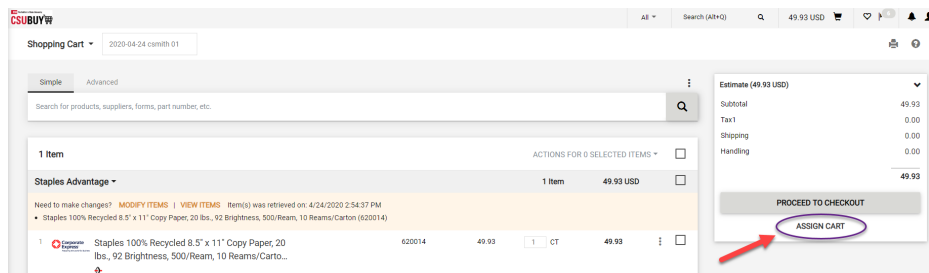 CSUBUY
All
Search (Alt+Q)
49.93 USD
0
Shopping Cart
2020-04-24 csmith 01
Simple
Advanced
Search for products, suppliers, forms, part number, etc.
1 Item
ACTIONS FOR 0 SELECTED ITEMS
Staples Advantage
1 Item
49.93 USD
Need to make changes? MODIFY ITEMS | VIEW ITEMS Item(s) was retrieved on: 4/24/2020 2:54:37 PM
• Staples 100% Recycled 8.5" x 11" Copy Paper, 20 lbs., 92 Brightness, 500/Ream, 10 Reams/Carton (620014)
1 Corporate Express Staples 100% Recycled 8.5" x 11" Copy Paper, 20 620014 49.93 1 CT 49.93
lbs., 92 Brightness, 500/Ream, 10 Reams/Carto...
Estimate (49.93 USD)
Subtotal 49.93
Tax1 0.00
Shipping 0.00
Handling 0.00
49.93
PROCEED TO CHECKOUT
ASSIGN CART